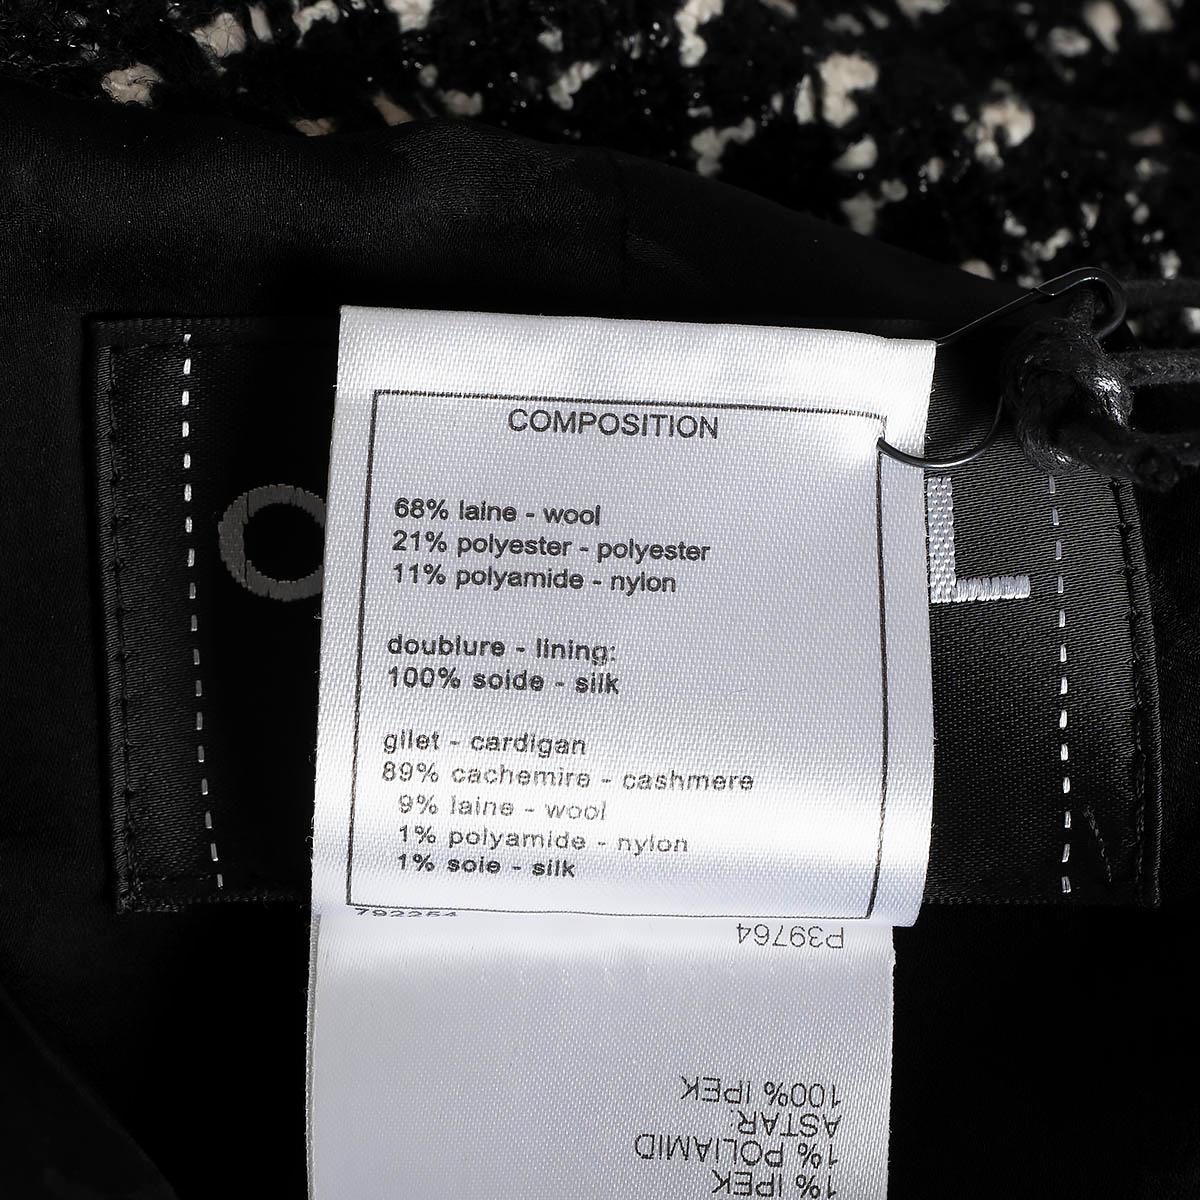 COMPOSITION
68% laine - wool
21% polyester - polyester
11% polyamide - nylon
doublure - lining:
100% soide - silk
gilet - cardigan
89% cachemire - cashmere
9% laine - wool
1% polyamide - nylon
1% soie - silk
792254
P39764
1% IPEK
1% POLIAMID
ASTAR:
100% IPEK